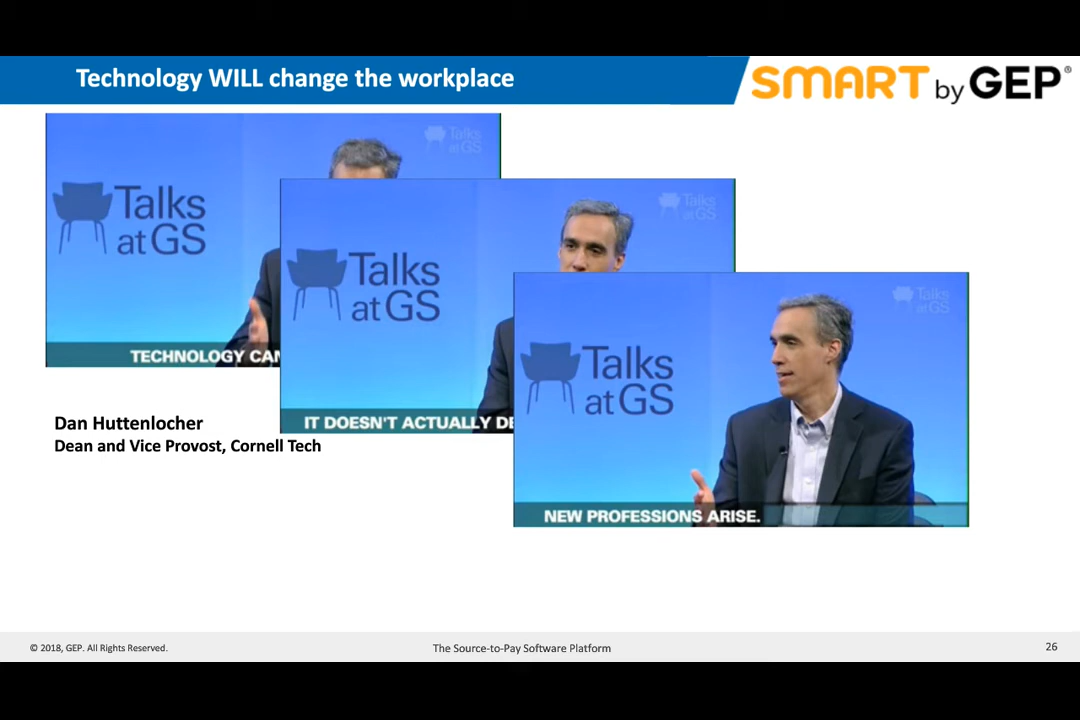 Technology WILL change the workplace
SMART by GEP®
Talks
at GS
Talks
at GS
TECHNOLOGY CAN
Talks
at GS
Talks
at GS
IT DOESN'T ACTUALLY
Talks
at GS
Talks
at GS
NEW PROFESSIONS ARISE.
Dan Huttenlocher
Dean and Vice Provost, Cornell Tech
© 2018, GEP. All Rights Reserved.
The Source-to-Pay Software Platform
26